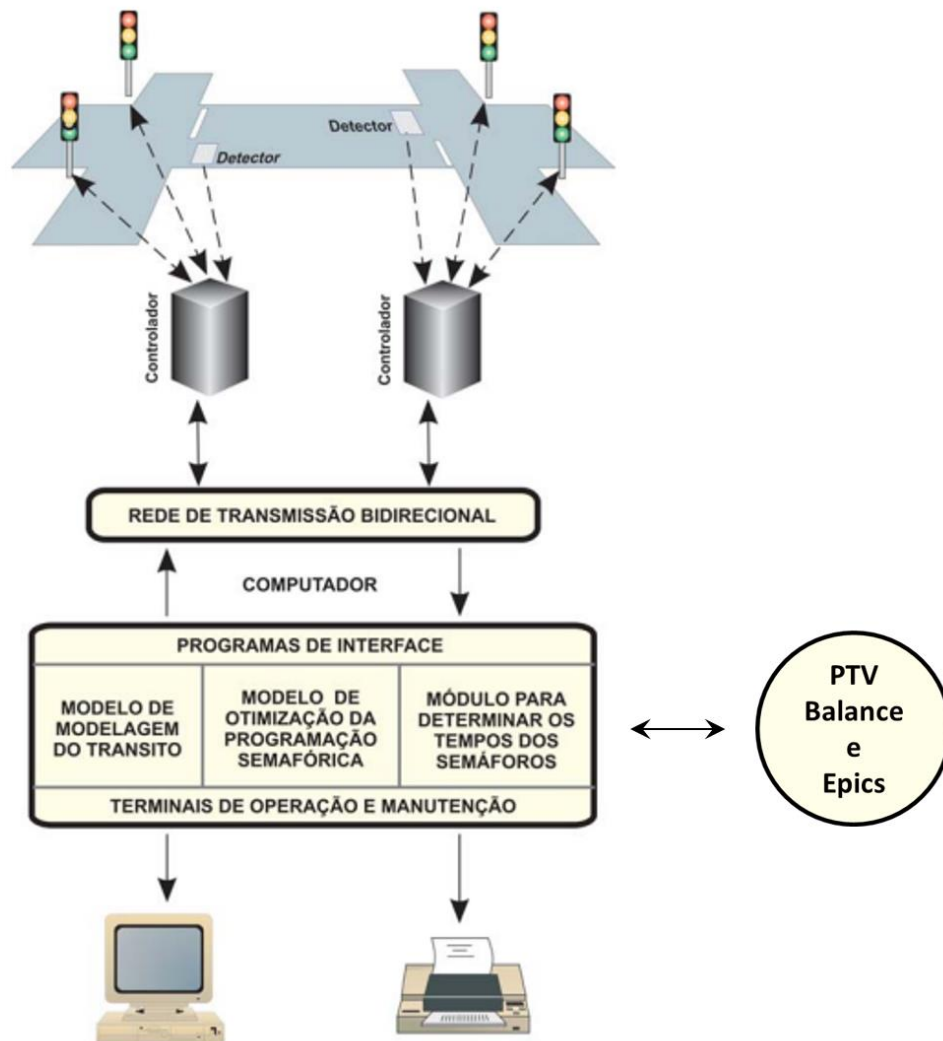 Detector
Detector
Controlador
Controlador
REDE DE TRANSMISSÃO BIDIRECIONAL
COMPUTADOR
PROGRAMAS DE INTERFACE
MODELO DE
MODELAGEM
DO TRANSITO
MODELO DE
OTIMIZAÇÃO DA
PROGRAMAÇÃO
SEMAFÓRICA
MÓDULO PARA
DETERMINAR OS
TEMPOS DOS
SEMÁFOROS
TERMINAIS DE OPERAÇÃO E MANUTENÇÃO
PTV
Balance
e
Epics